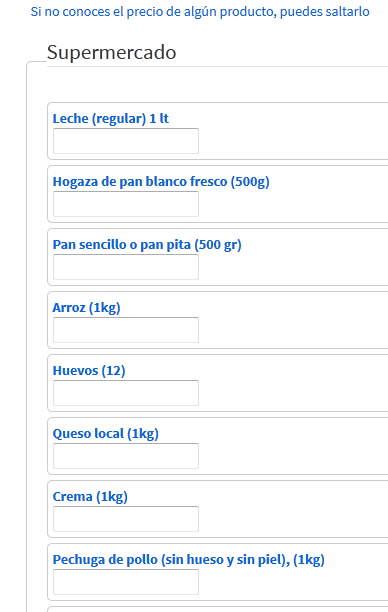 Si no conoces el precio de algún producto, puedes saltarlo
Supermercado
Leche (regular) 1 lt
Hogaza de pan blanco fresco (500g)
Pan sencillo o pan pita (500 gr)
Arroz (1kg)
Huevos (12)
Queso local (1kg)
Crema (1kg)
Pechuga de pollo (sin hueso y sin piel), (1kg)